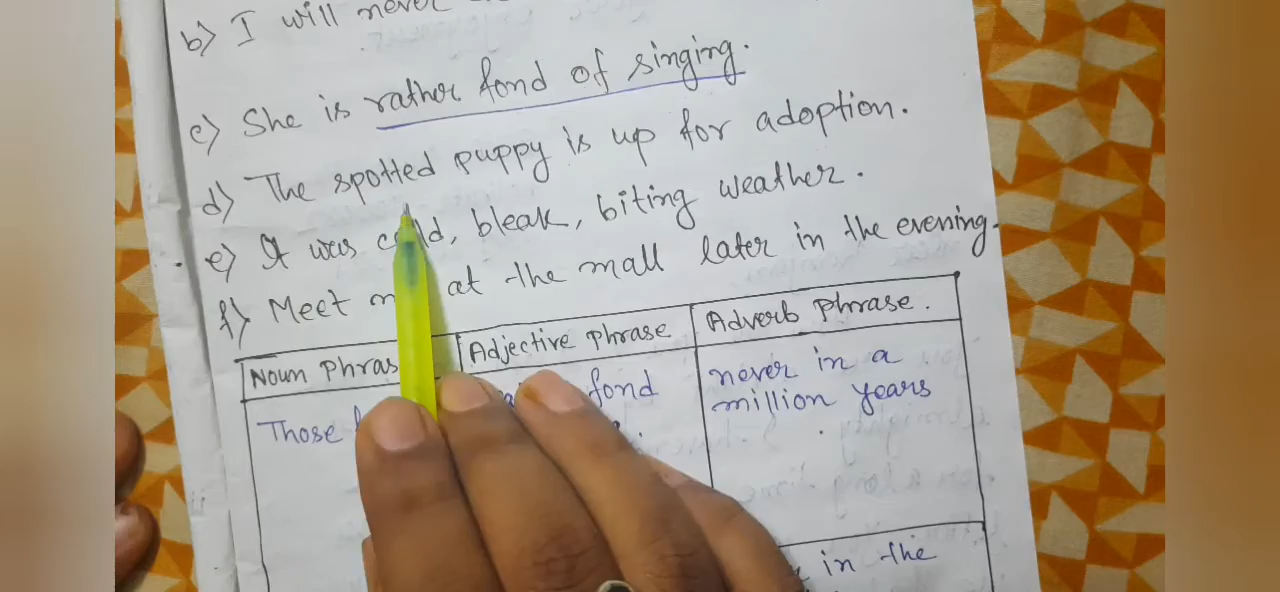 b) I will never
c) She is rather fond of singing.
d) The spotted puppy is up for adoption.
e) It was cold, bleak, biting weather.
f) Meet at the mall later in the evening.
Noun Phrase Adjective Phrase Adverb Phrase.
Those fond never in a
million years
in the